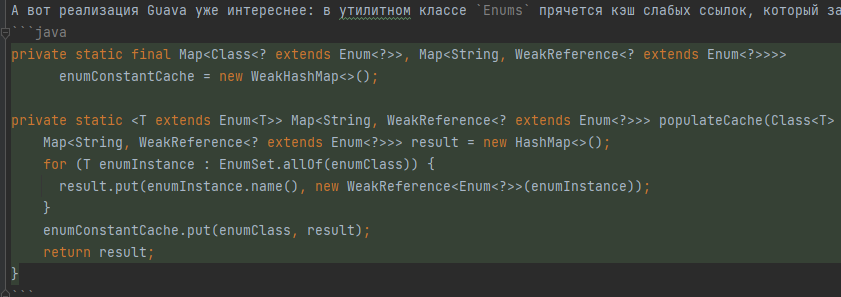 А вот реализация Guava уже интереснее: в утилитном классе `Enums` прячется кэш слабых ссылок, который за
```java
private static final Map<Class<? extends Enum<?>>, Map<String, WeakReference<? extends Enum<?>>>>
      enumConstantCache = new WeakHashMap<>();

private static <T extends Enum<T>> Map<String, WeakReference<? extends Enum<?>>> populateCache(Class<T>
    Map<String, WeakReference<? extends Enum<?>>> result = new HashMap<>();
    for (T enumInstance : EnumSet.allOf(enumClass)) {
      result.put(enumInstance.name(), new WeakReference<Enum<?>>(enumInstance));
    }
    enumConstantCache.put(enumClass, result);
    return result;
}
```